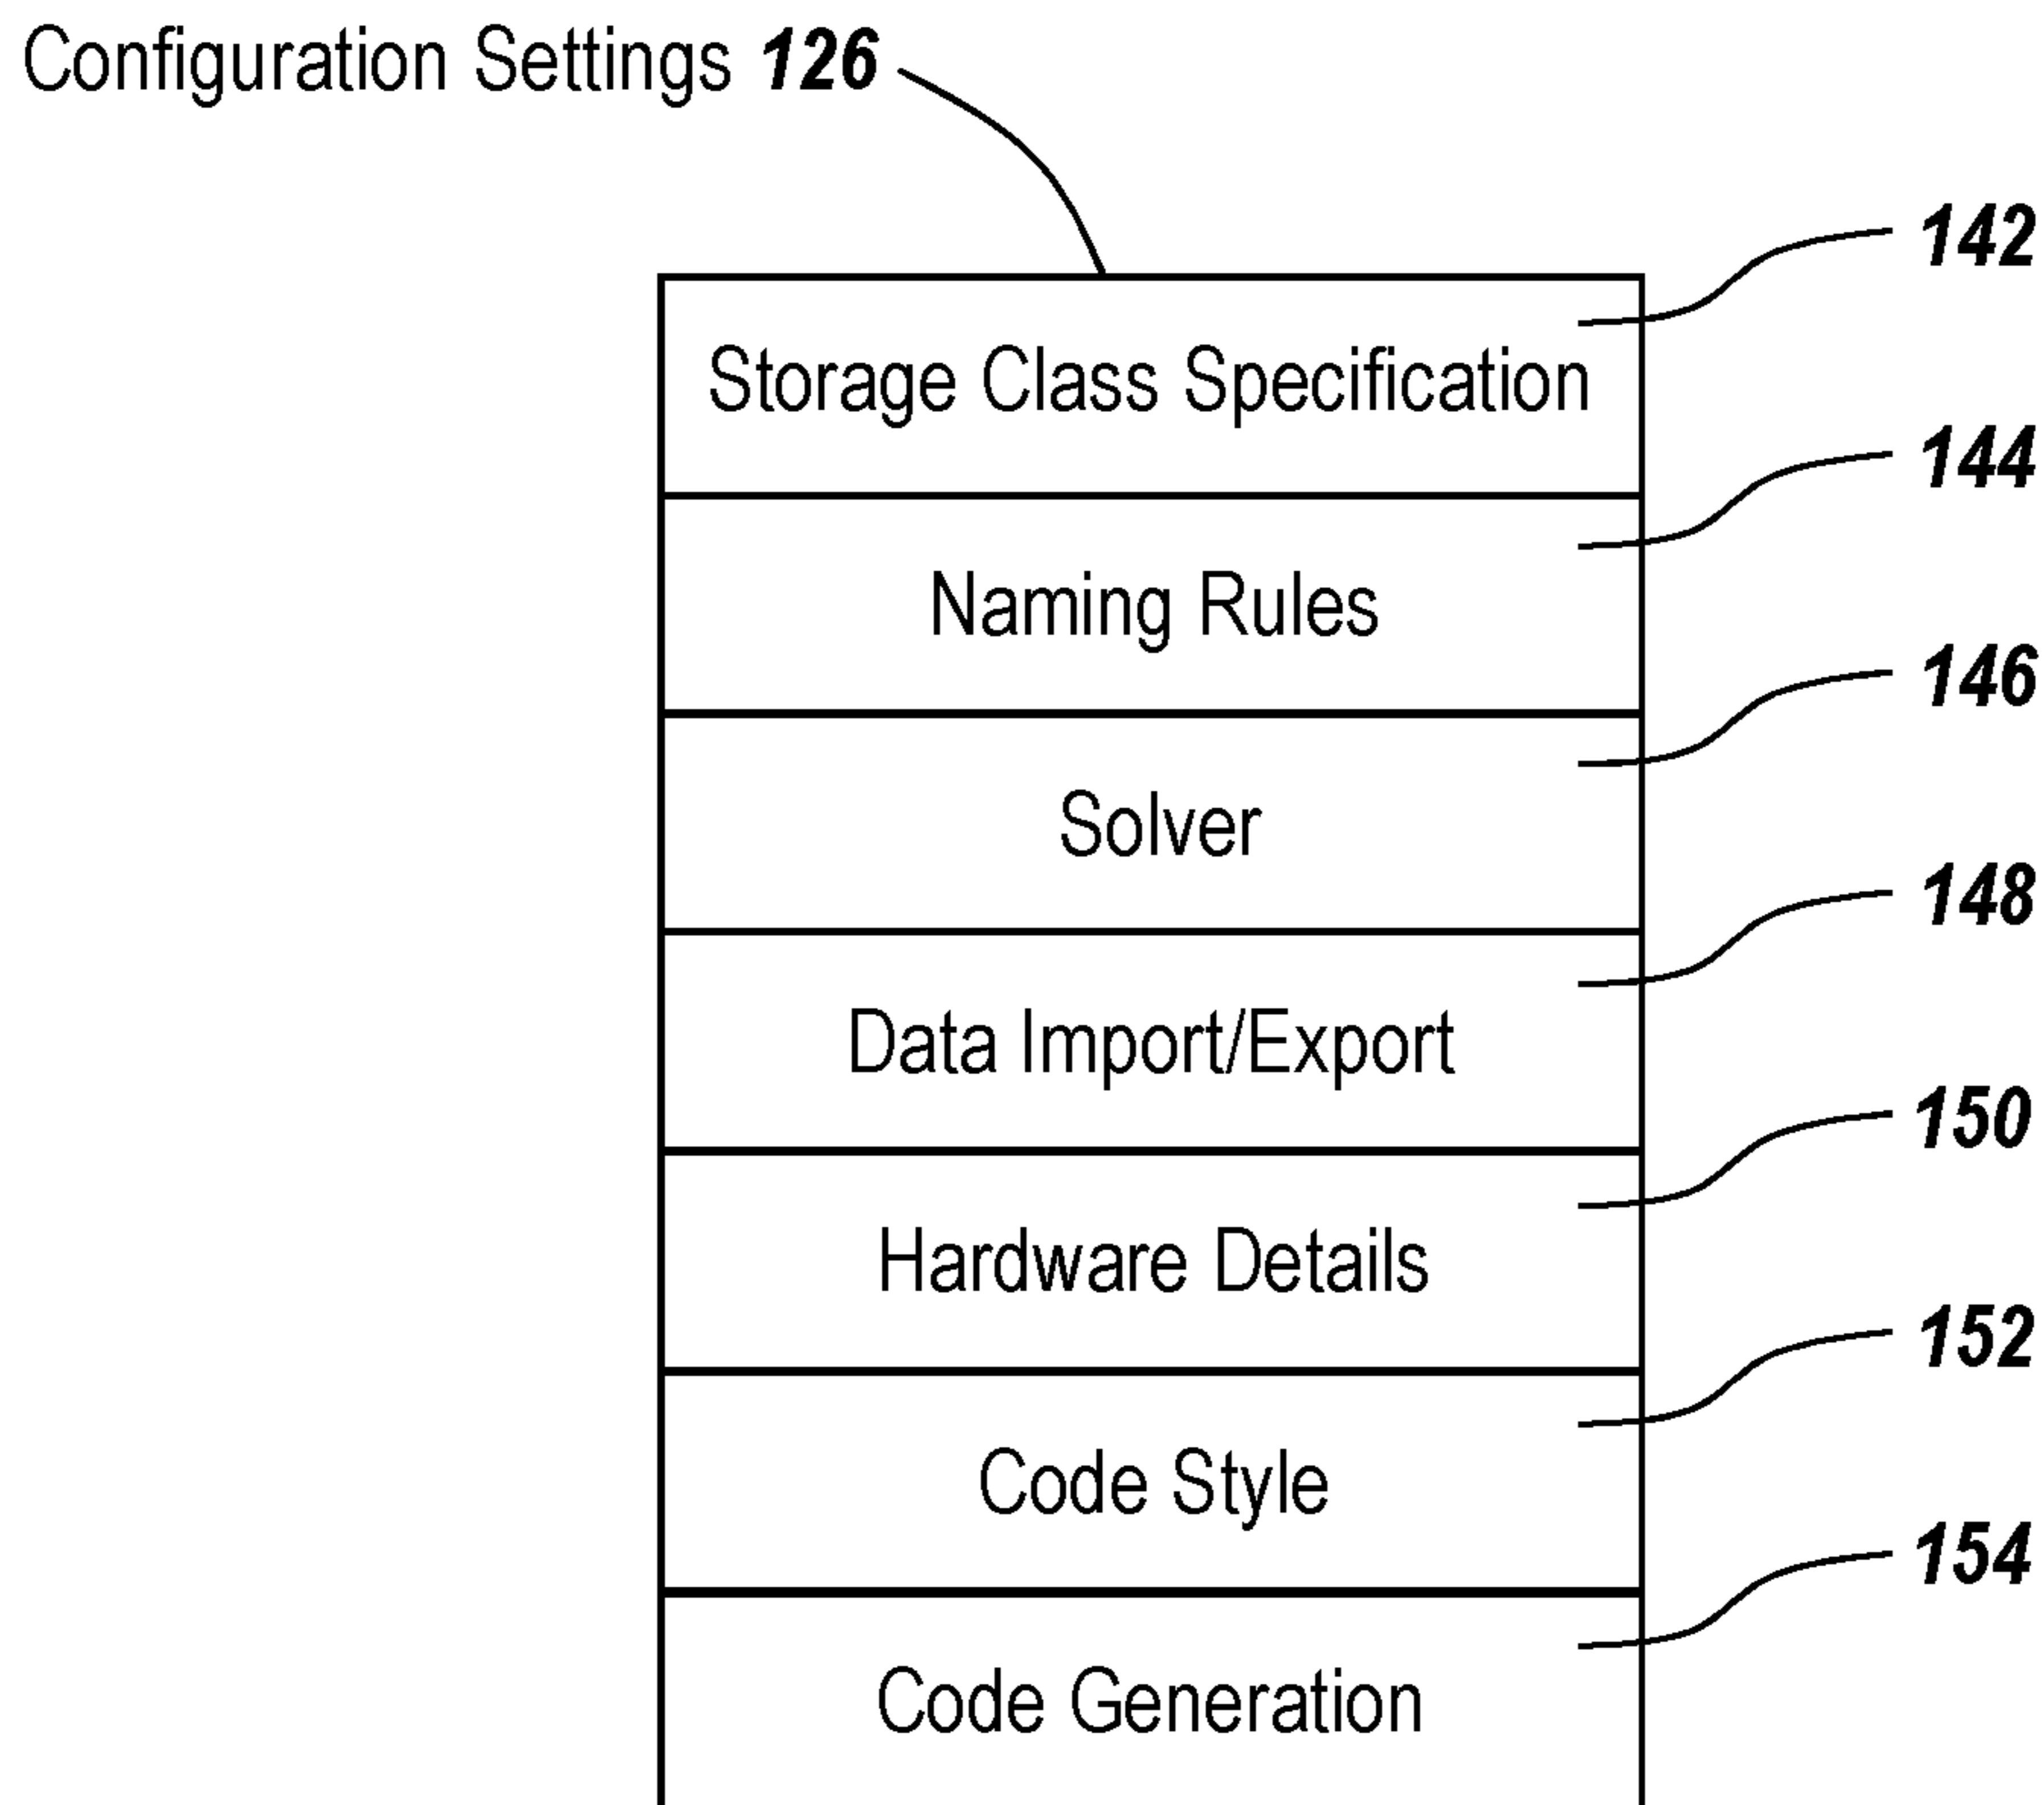 Configuration Settings 126
142
Storage Class Specification
144
Naming Rules
146
Solver
148
Data Import/Export
150
Hardware Details
152
Code Style
154
Code Generation